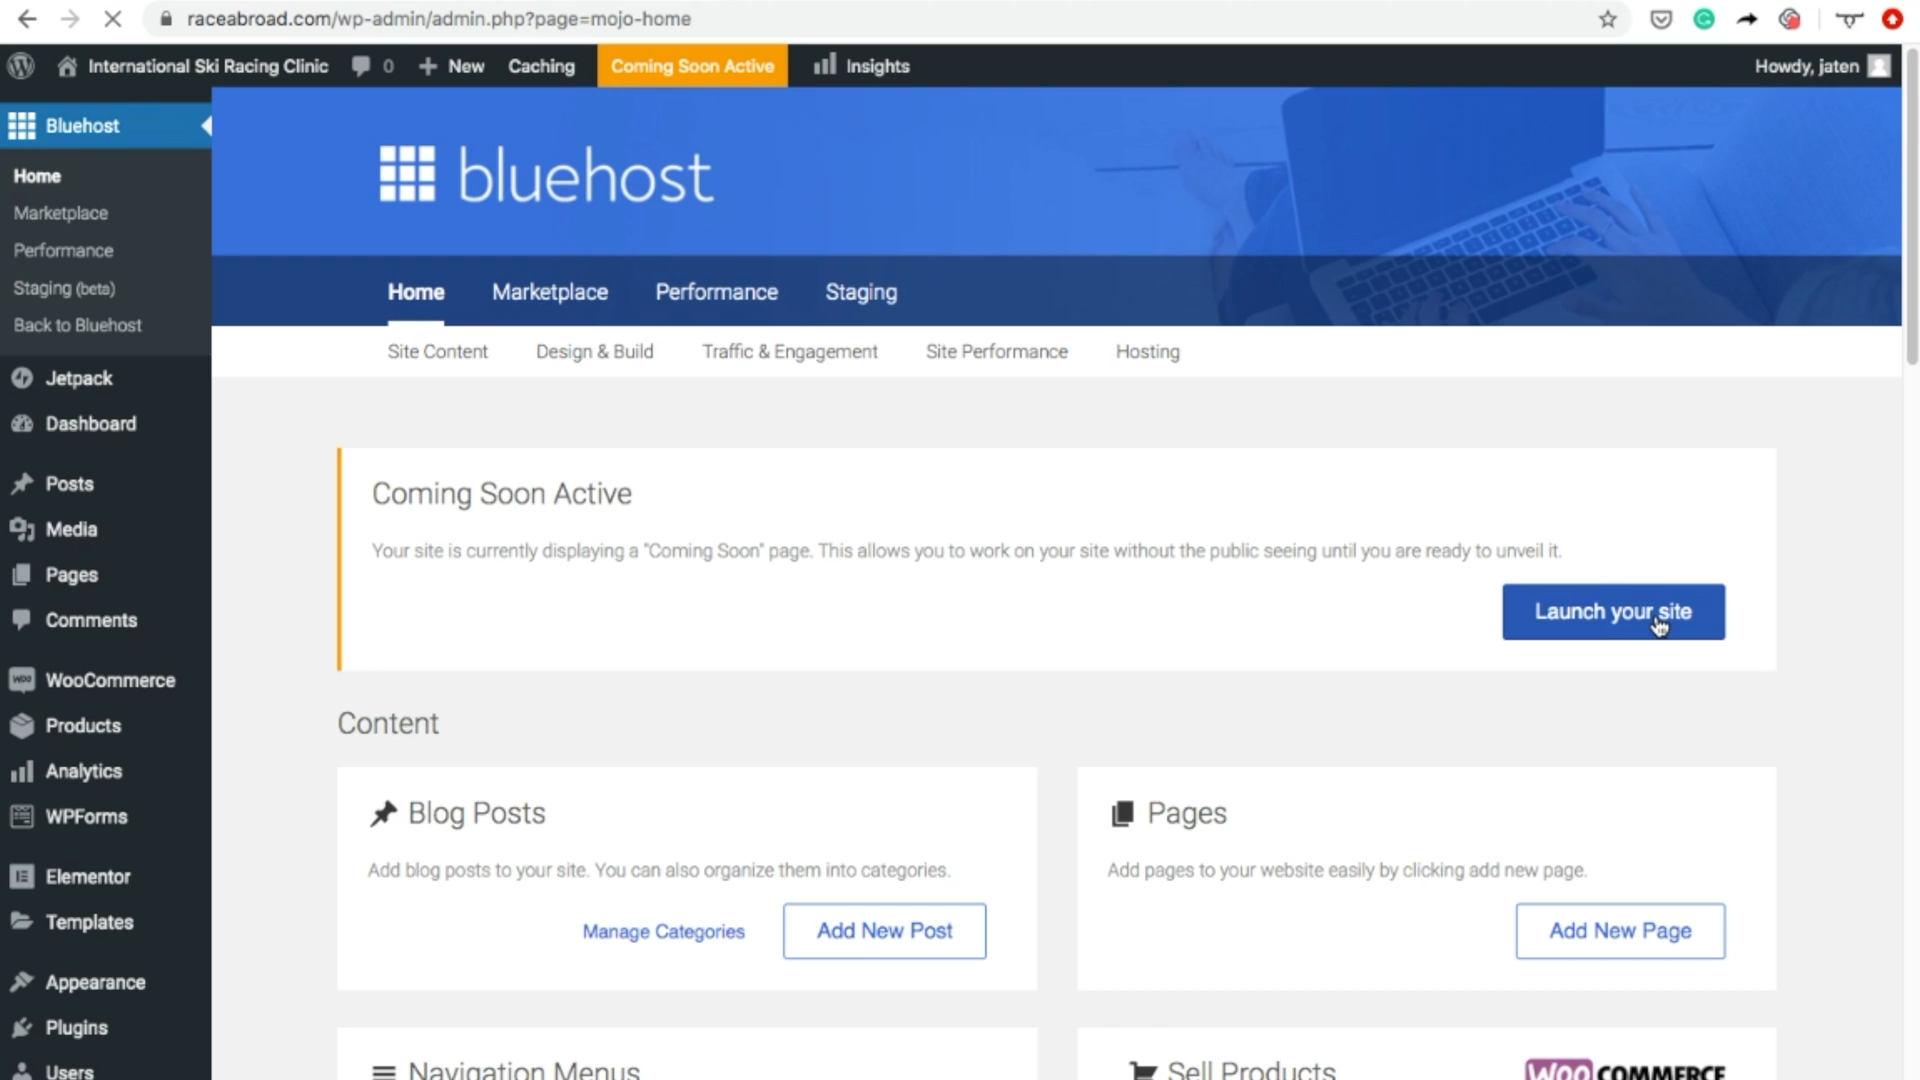 raceabroad.com/wp-admin/admin.php?page=mojo-home
International Ski Racing Clinic 0 New Caching Coming Soon Active Insights Howdy, jaten
Bluehost
Home
Marketplace
Performance
Staging (beta)
Back to Bluehost
Jetpack
Dashboard
Posts
Media
Pages
Comments
WooCommerce
Products
Analytics
WPForms
Elementor
Templates
Appearance
Plugins
Users
bluehost
Home Marketplace Performance Staging
Site Content Design & Build Traffic & Engagement Site Performance Hosting
Coming Soon Active
Your site is currently displaying a "Coming Soon" page. This allows you to work on your site without the public seeing until you are ready to unveil it.
Launch your site
Content
Blog Posts
Add blog posts to your site. You can also organize them into categories.
Manage Categories Add New Post
Pages
Add pages to your website easily by clicking add new page.
Add New Page
Navigation Menus
Sell Products
WOO COMMERCE